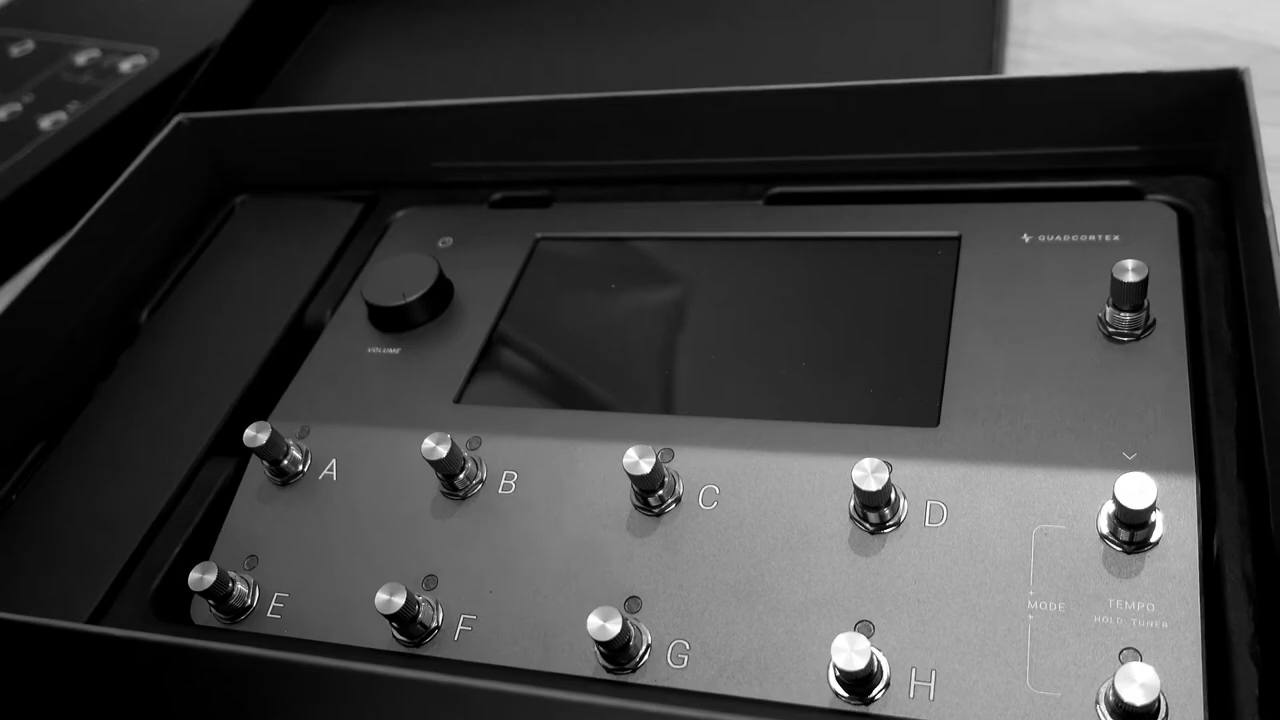 QUADCORTEX
VOLUME
A
B
C
D
E
F
G
H
MODE
TEMPO
HOLD TUNER